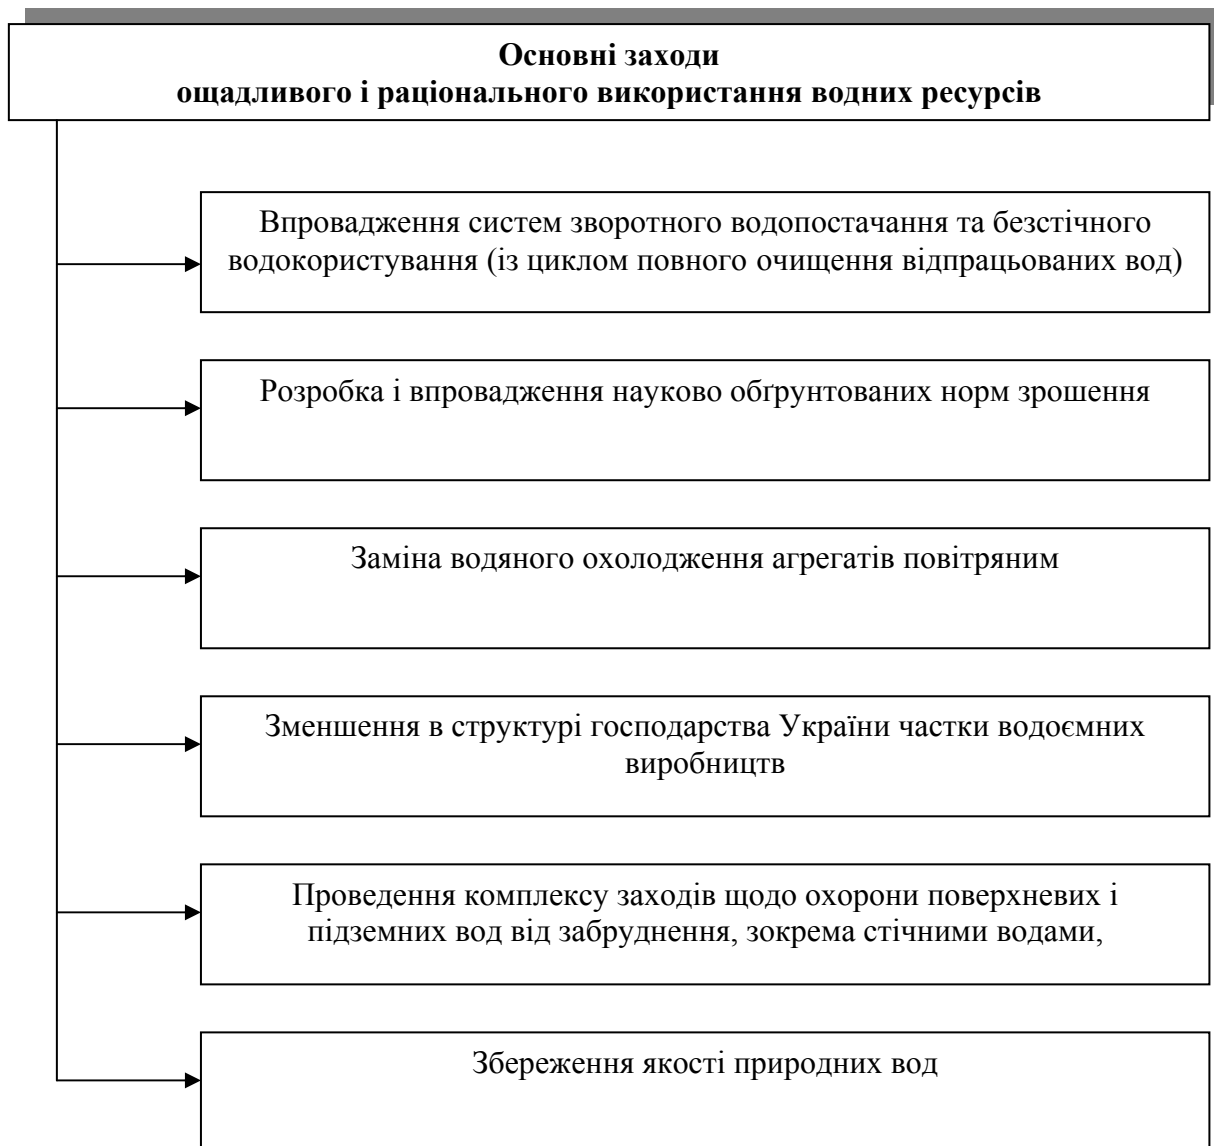 Основні заходи
ощадливого і раціонального використання водних ресурсів
Впровадження систем зворотного водопостачання та безстічного
водокористування (із циклом повного очищення відпрацьованих вод)
Розробка і впровадження науково обґрунтованих норм зрошення
Заміна водяного охолодження агрегатів повітряним
Зменшення в структурі господарства України частки водоємних
виробництв
Проведення комплексу заходів щодо охорони поверхневих і
підземних вод від забруднення, зокрема стічними водами,
Збереження якості природних вод